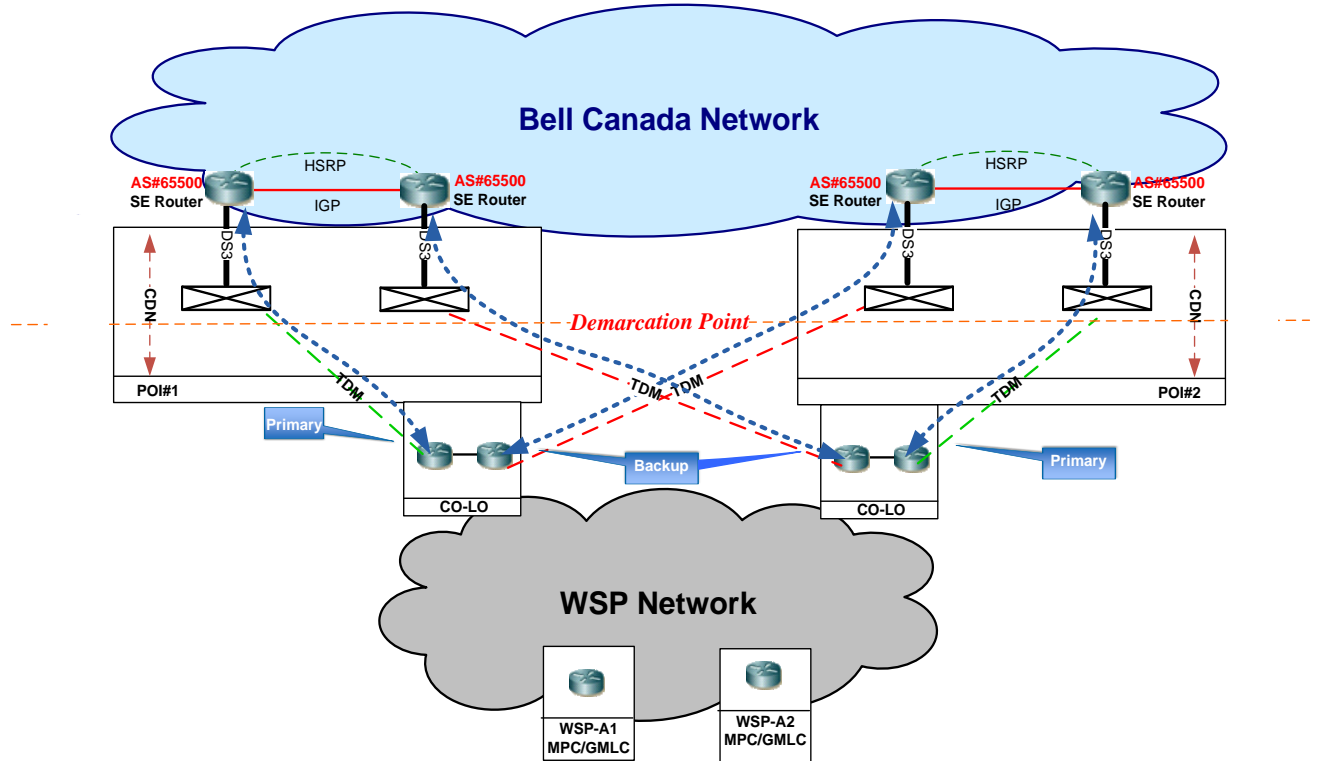 Bell Canada Network
HSRP
HSRP
AS#65500
SE Router
AS#65500
SE Router
AS#65500
SE Router
AS#65500
SE Router
IGP
IGP
DS3
DS3
DS3
DS3
CDN
CDN
Demarcation Point
TDM
TDM
TDM
TDM
POI#1
POI#2
Primary
Backup
Primary
CO-LO
CO-LO
WSP Network
WSP-A1
MPC/GMLC
WSP-A2
MPC/GMLC